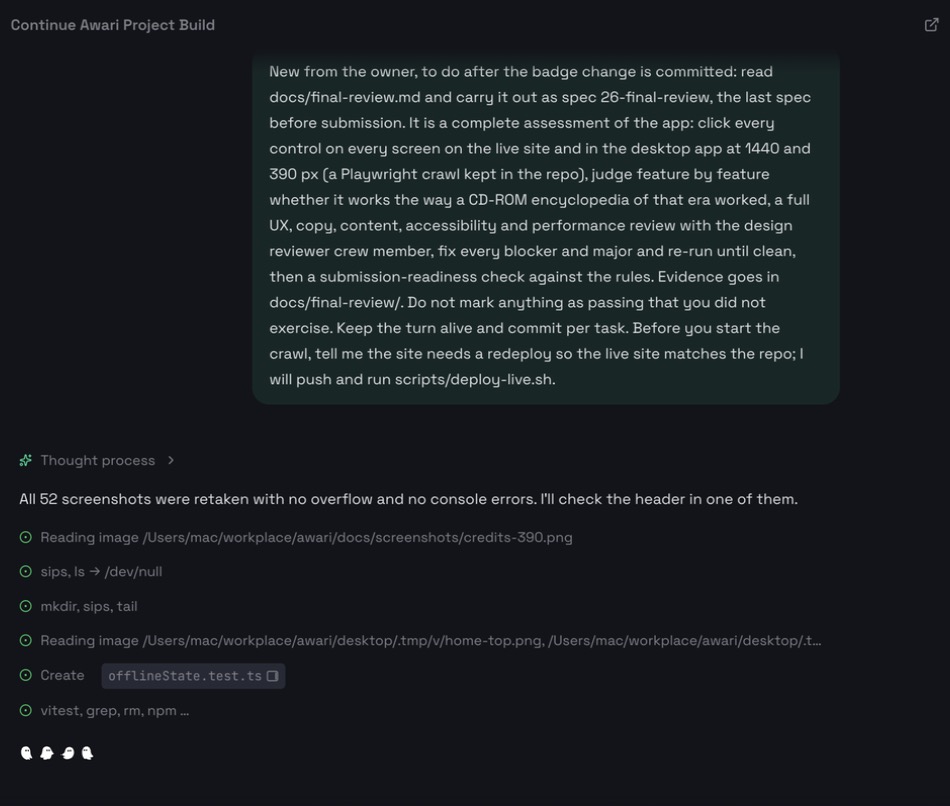 Continue Awari Project Build
New from the owner, to do after the badge change is committed: read
docs/final-review.md and carry it out as spec 26-final-review, the last spec
before submission. It is a complete assessment of the app: click every
control on every screen on the live site and in the desktop app at 1440 and
390 px (a Playwright crawl kept in the repo), judge feature by feature
whether it works the way a CD-ROM encyclopedia of that era worked, a full
UX, copy, content, accessibility and performance review with the design
reviewer crew member, fix every blocker and major and re-run until clean,
then a submission-readiness check against the rules. Evidence goes in
docs/final-review/. Do not mark anything as passing that you did not
exercise. Keep the turn alive and commit per task. Before you start the
crawl, tell me the site needs a redeploy so the live site matches the repo; I
will push and run scripts/deploy-live.sh.
Thought process
All 52 screenshots were retaken with no overflow and no console errors. I'll check the header in one of them.
Reading image /Users/mac/workplace/awari/docs/screenshots/credits-390.png
sips, ls → /dev/null
mkdir, sips, tail
Reading image /Users/mac/workplace/awari/desktop/.tmp/v/home-top.png, /Users/mac/workplace/awari/desktop/.t...
Create offlineState.test.ts
vitest, grep, rm, npm ...